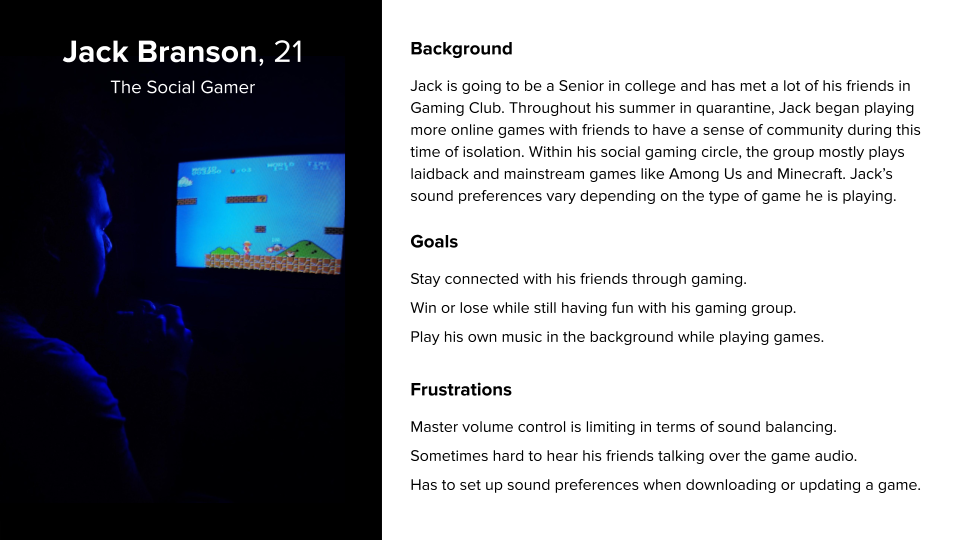 Jack Branson, 21
The Social Gamer
Background
Jack is going to be a Senior in college and has met a lot of his friends in
Gaming Club. Throughout his summer in quarantine, Jack began playing
more online games with friends to have a sense of community during this
time of isolation. Within his social gaming circle, the group mostly plays
laidback and mainstream games like Among Us and Minecraft. Jack’s
sound preferences vary depending on the type of game he is playing.
Goals
Stay connected with his friends through gaming.
Win or lose while still having fun with his gaming group.
Play his own music in the background while playing games.
Frustrations
Master volume control is limiting in terms of sound balancing.
Sometimes hard to hear his friends talking over the game audio.
Has to set up sound preferences when downloading or updating a game.